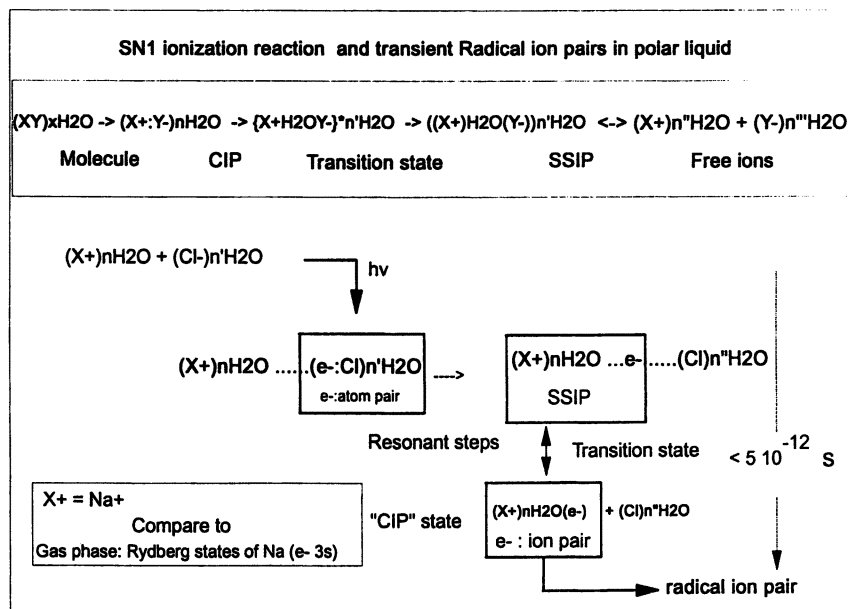 SN1 ionization reaction and transient Radical ion pairs in polar liquid
(XY)xH2O -> (X+:Y-)nH2O -> {X+H2OY-}*n'H2O -> ((X+)H2O(Y-))n'H2O <-> (X+)n"H2O + (Y-)n'"H2O
Molecule CIP Transition state SSIP Free ions
(X+)nH2O + (Cl-)n'H2O
hv
(X+)nH2O ......(e-:Cl)n'H2O ---->
e-:atom pair
(X+)nH2O ...e- ......(Cl)n"H2O
SSIP
Resonant steps Transition state
< 5 10-12 S
X+ = Na+
Compare to
Gas phase: Rydberg states of Na (e- 3s)
"CIP" state
(X+)nH2O(e-) + (Cl)n"H2O
e- : ion pair
radical ion pair